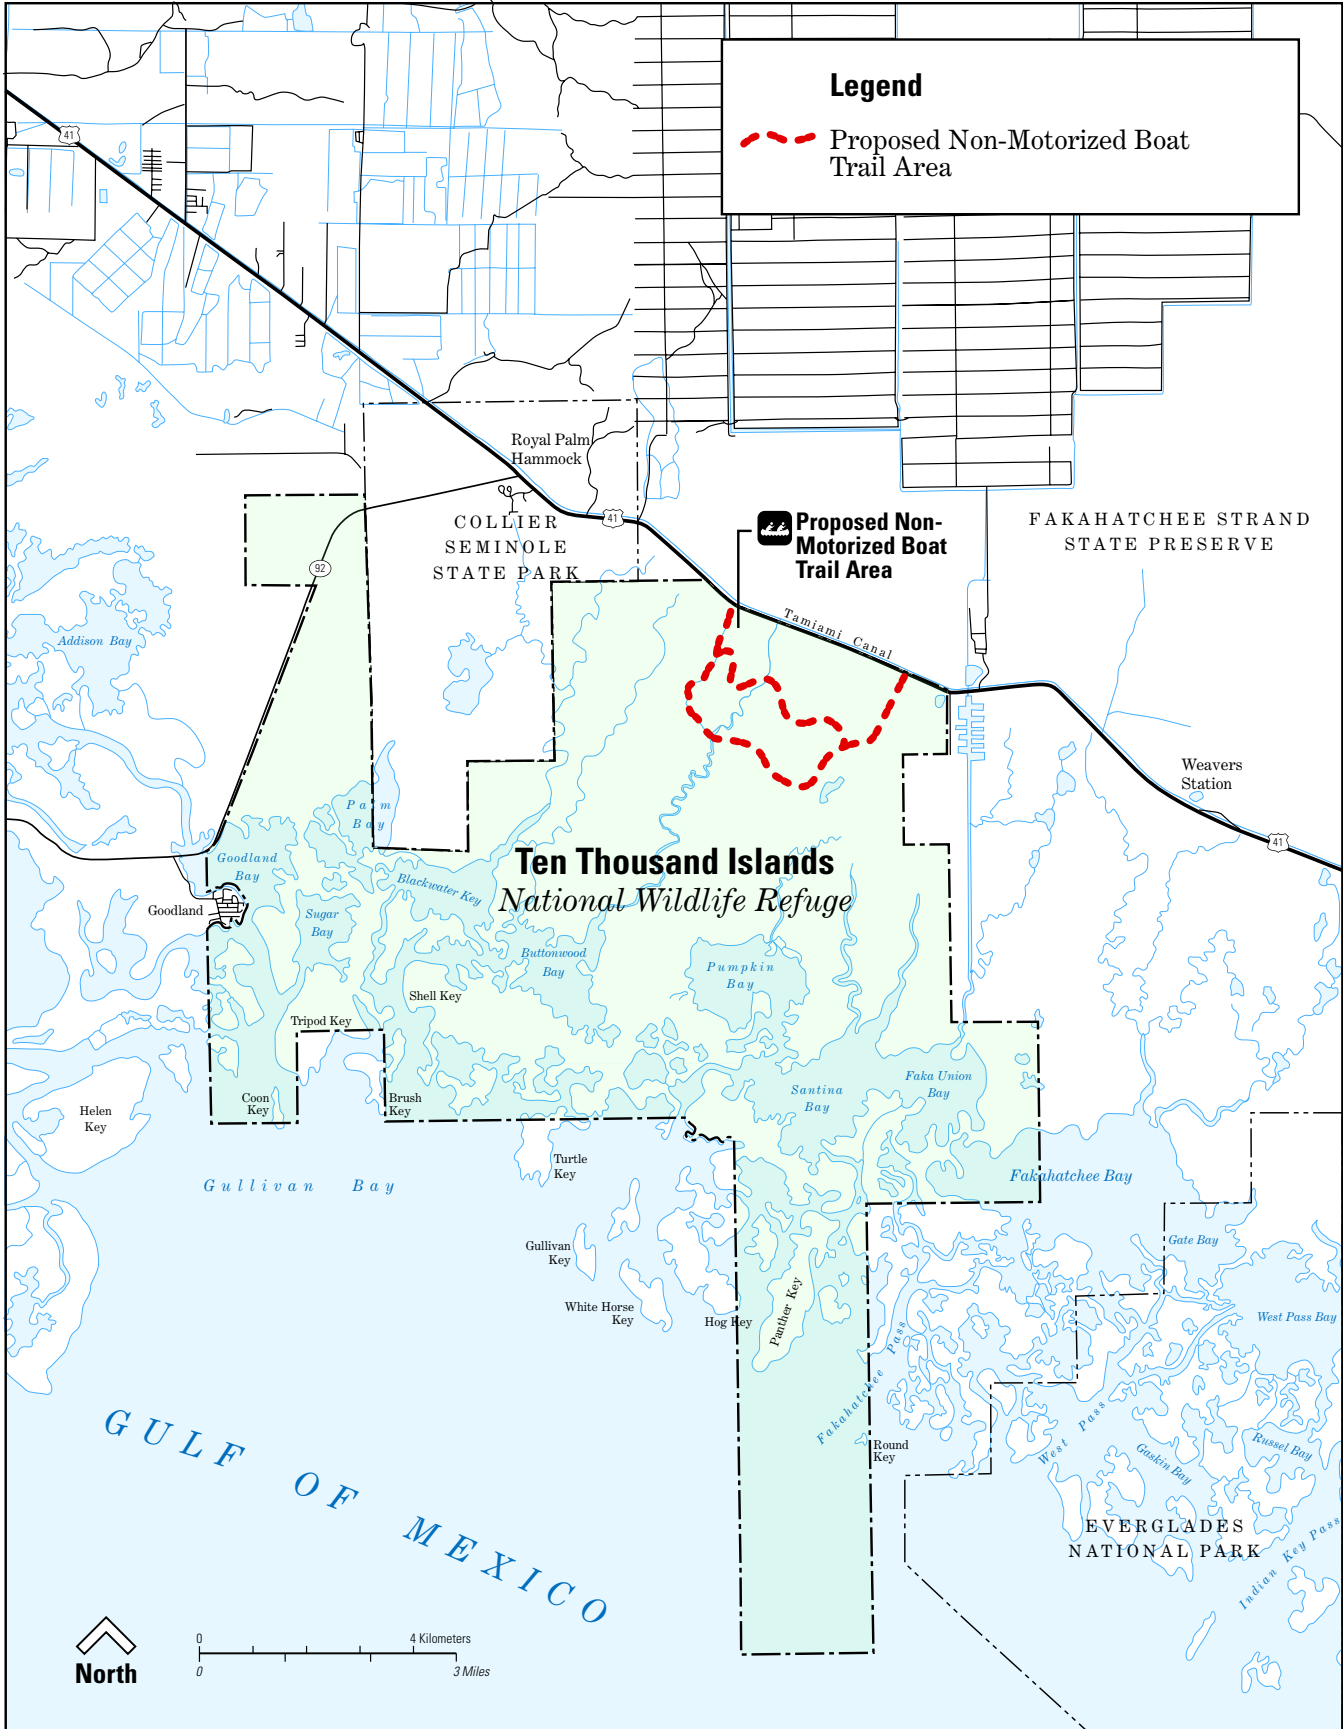 Legend
Proposed Non-Motorized Boat
Trail Area
41
Royal Palm
Hammock
41
COLLIER
SEMINOLE
STATE PARK
Proposed Non-
Motorized Boat
Trail Area
FAKAHATCHEE STRAND
STATE PRESERVE
92
Tamiami Canal
Addison Bay
Weavers
Station
41
Palm
Bay
Goodland
Bay
Blackwater Key
Ten Thousand Islands
National Wildlife Refuge
Goodland
Sugar
Bay
Buttonwood
Bay
Pumpkin
Bay
Shell Key
Tripod Key
Coon
Key
Brush
Key
Helen
Key
Santina
Bay
Faka Union
Bay
Turtle
Key
Fakahatchee Bay
Gullivan Bay
Gullivan
Key
Gate Bay
White Horse
Key
Hog Key
Panther Key
West Pass Bay
Fakahatchee Pass
West Pass
Round
Key
Gaskin Bay
Russel Bay
GULF OF MEXICO
EVERGLADES
NATIONAL PARK
Indian Key Pass
North
0
4 Kilometers
0
3 Miles